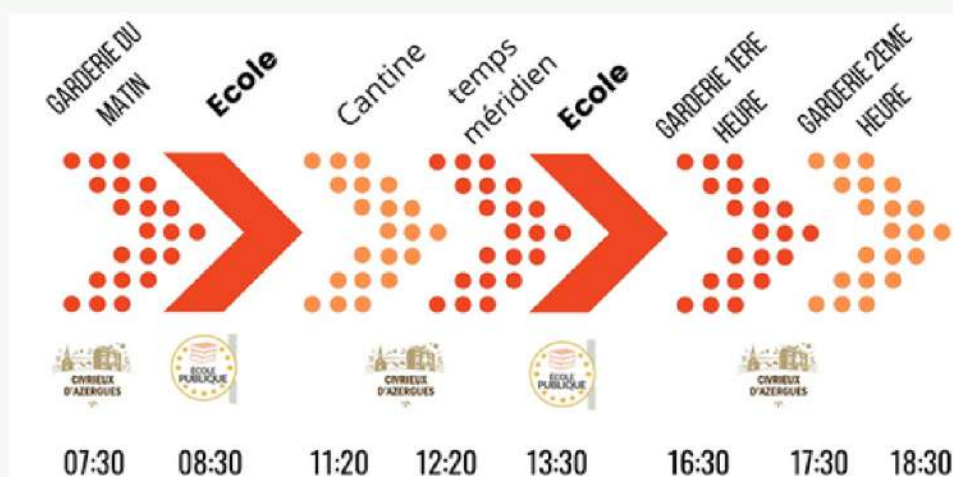 GARDERIE DU
MATIN
Ecole
Cantine
temps
méridien
Ecole
GARDERIE 1ERE
HEURE
GARDERIE 2EME
HEURE
CIVRIEUX
D'AZERGUES
ÉCOLE
PUBLIQUE
CIVRIEUX
D'AZERGUES
ÉCOLE
PUBLIQUE
CIVRIEUX
D'AZERGUES
07:30 08:30 11:20 12:20 13:30 16:30 17:30 18:30